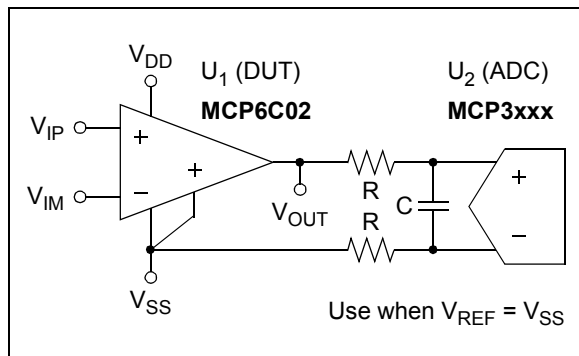 V_DD
U_1 (DUT)
MCP6C02
U_2 (ADC)
MCP3xxx
V_IP
V_IM
+
−
+
+
−
R
R
C
V_OUT
V_SS
Use when V_REF = V_SS